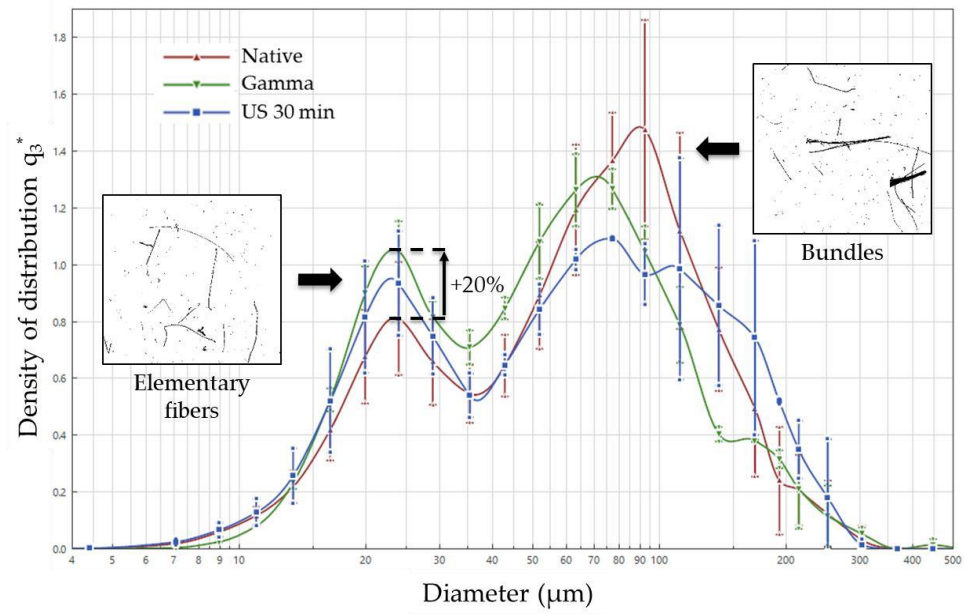 1.8
1.6
1.4
1.2
1.0
0.8
0.6
0.4
0.2
0.0
Density of distribution q3*
Native
Gamma
US 30 min
Elementary
fibers
+20%
Bundles
4 5 6 7 8 9 10 20 30 40 50 60 70 80 90 100 200 300 400 500
Diameter (μm)